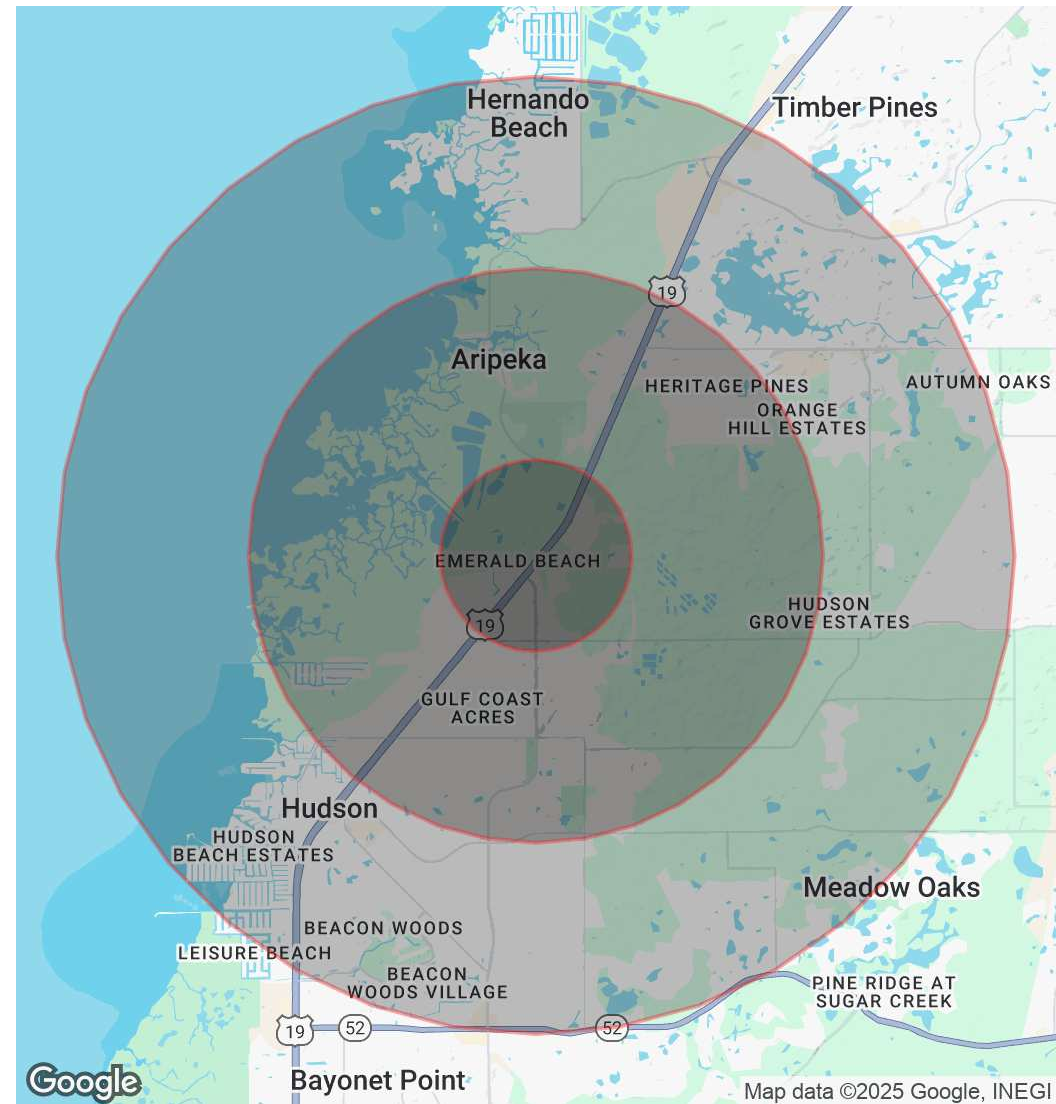 Hernando
Beach
Timber Pines
19
Aripeka
HERITAGE PINES
AUTUMN OAKS
ORANGE
HILL ESTATES
EMERALD BEACH
HUDSON
GROVE ESTATES
19
GULF COAST
ACRES
Hudson
HUDSON
BEACH ESTATES
Meadow Oaks
BEACON WOODS
LEISURE BEACH
BEACON
WOODS VILLAGE
PINE RIDGE AT
SUGAR CREEK
19
52
52
Bayonet Point
Google
Map data ©2025 Google, INEGI